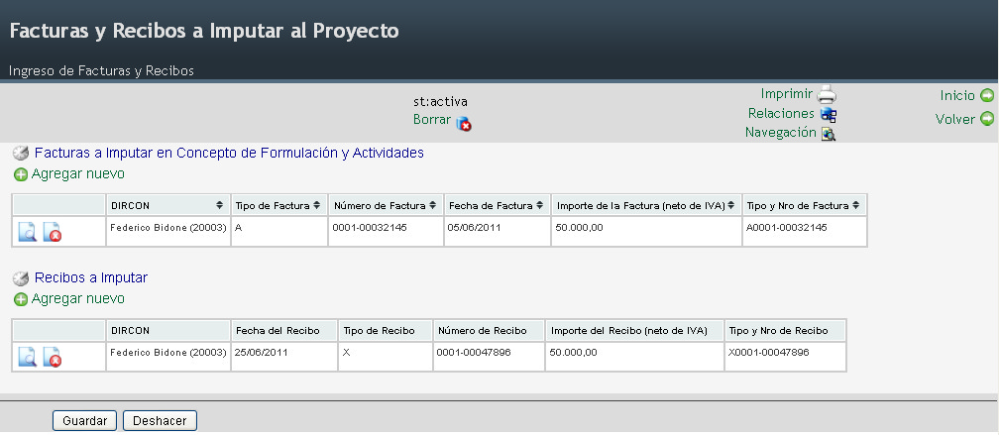 Facturas y Recibos a Imputar al Proyecto
Ingreso de Facturas y Recibos
st:activa
Borrar
Imprimir
Relaciones
Navegación
Inicio
Volver
Facturas a Imputar en Concepto de Formulación y Actividades
Agregar nuevo
DIRCON Tipo de Factura Número de Factura Fecha de Factura Importe de la Factura (neto de IVA) Tipo y Nro de Factura
Federico Bidone (20003) A 0001-00032145 05/06/2011 50.000,00 A0001-00032145
Recibos a Imputar
Agregar nuevo
DIRCON Fecha del Recibo Tipo de Recibo Número de Recibo Importe del Recibo (neto de IVA) Tipo y Nro de Recibo
Federico Bidone (20003) 25/06/2011 X 0001-00047896 50.000,00 X0001-00047896
Guardar Deshacer